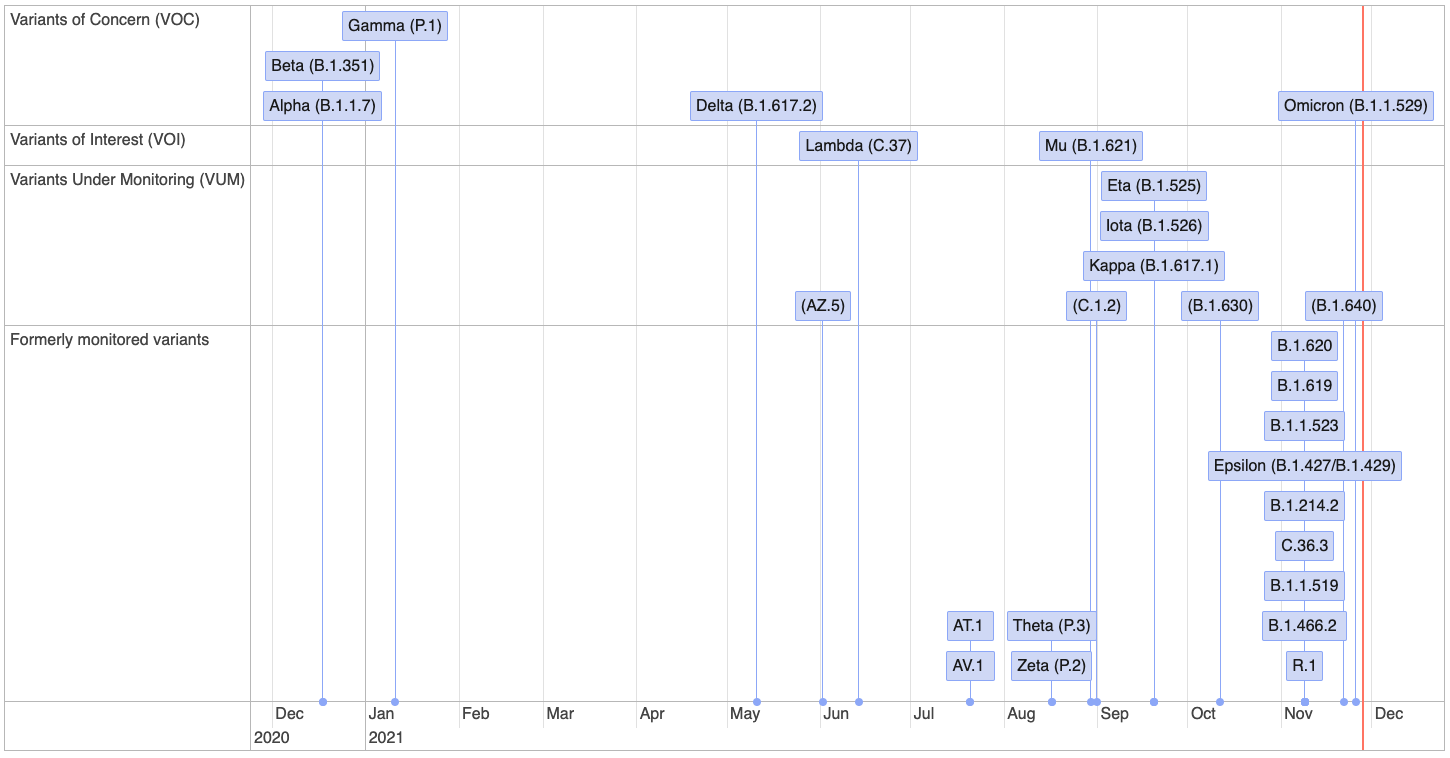 Variants of Concern (VOC)
Gamma (P.1)
Beta (B.1.351)
Alpha (B.1.1.7)
Delta (B.1.617.2)
Omicron (B.1.1.529)
Variants of Interest (VOI)
Lambda (C.37)
Mu (B.1.621)
Variants Under Monitoring (VUM)
Eta (B.1.525)
Iota (B.1.526)
Kappa (B.1.617.1)
(AZ.5)
(C.1.2)
(B.1.630)
(B.1.640)
Formerly monitored variants
B.1.620
B.1.619
B.1.1.523
Epsilon (B.1.427/B.1.429)
B.1.214.2
C.36.3
B.1.1.519
AT.1
Theta (P.3)
B.1.466.2
AV.1
Zeta (P.2)
R.1
Dec
Jan
Feb
Mar
Apr
May
Jun
Jul
Aug
Sep
Oct
Nov
Dec
2020
2021